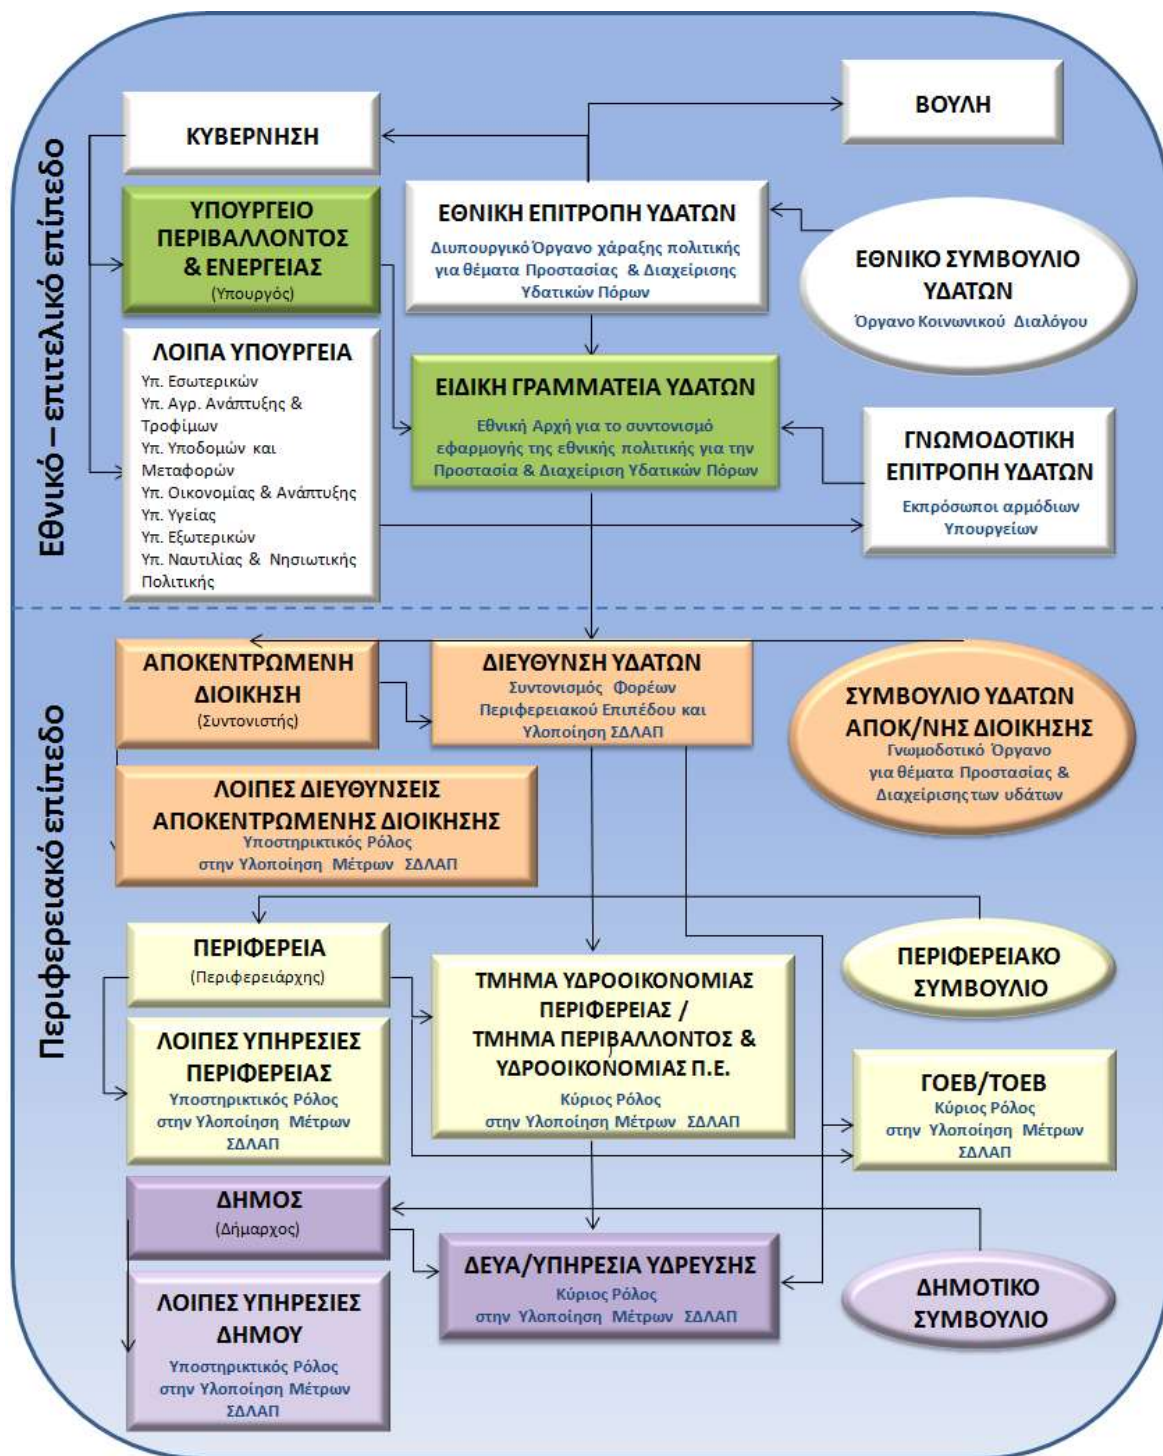 Εθνικό – επιτελικό επίπεδο
ΚΥΒΕΡΝΗΣΗ
ΒΟΥΛΗ
ΥΠΟΥΡΓΕΙΟ
ΠΕΡΙΒΑΛΛΟΝΤΟΣ
& ΕΝΕΡΓΕΙΑΣ
(Υπουργός)
ΕΘΝΙΚΗ ΕΠΙΤΡΟΠΗ ΥΔΑΤΩΝ
Διυπουργικό Όργανο χάραξης πολιτικής
για θέματα Προστασίας & Διαχείρισης
Υδατικών Πόρων
ΕΘΝΙΚΟ ΣΥΜΒΟΥΛΙΟ
ΥΔΑΤΩΝ
Όργανο Κοινωνικού Διαλόγου
ΛΟΙΠΑ ΥΠΟΥΡΓΕΙΑ
Υπ. Εσωτερικών
Υπ. Αγρ. Ανάπτυξης &
Τροφίμων
Υπ. Υποδομών και
Μεταφορών
Υπ. Οικονομίας & Ανάπτυξης
Υπ. Υγείας
Υπ. Εξωτερικών
Υπ. Ναυτιλίας & Νησιωτικής
Πολιτικής
ΕΙΔΙΚΗ ΓΡΑΜΜΑΤΕΙΑ ΥΔΑΤΩΝ
Εθνική Αρχή για το συντονισμό
εφαρμογής της εθνικής πολιτικής για την
Προστασία & Διαχείριση Υδατικών Πόρων
ΓΝΩΜΟΔΟΤΙΚΗ
ΕΠΙΤΡΟΠΗ ΥΔΑΤΩΝ
Εκπρόσωποι αρμόδιων
Υπουργείων
Περιφερειακό επίπεδο
ΑΠΟΚΕΝΤΡΩΜΕΝΗ
ΔΙΟΙΚΗΣΗ
(Συντονιστής)
ΔΙΕΥΘΥΝΣΗ ΥΔΑΤΩΝ
Συντονισμός Φορέων
Περιφερειακού Επιπέδου και
Υλοποίηση ΣΔΛΑΠ
ΣΥΜΒΟΥΛΙΟ ΥΔΑΤΩΝ
ΑΠΟΚ/ΝΗΣ ΔΙΟΙΚΗΣΗΣ
Γνωμοδοτικό Όργανο
για θέματα Προστασίας &
Διαχείρισης των υδάτων
ΛΟΙΠΕΣ ΔΙΕΥΘΥΝΣΕΙΣ
ΑΠΟΚΕΝΤΡΩΜΕΝΗΣ ΔΙΟΙΚΗΣΗΣ
Υποστηρικτικός Ρόλος
στην Υλοποίηση Μέτρων ΣΔΛΑΠ
ΠΕΡΙΦΕΡΕΙΑ
(Περιφερειάρχης)
ΤΜΗΜΑ ΥΔΡΟΟΙΚΟΝΟΜΙΑΣ
ΠΕΡΙΦΕΡΕΙΑΣ /
ΤΜΗΜΑ ΠΕΡΙΒΑΛΛΟΝΤΟΣ &
ΥΔΡΟΟΙΚΟΝΟΜΙΑΣ Π.Ε.
)
Κύριος Ρόλος
στην Υλοποίηση Μέτρων ΣΔΛΑΠ
ΠΕΡΙΦΕΡΕΙΑΚΟ
ΣΥΜΒΟΥΛΙΟ
ΛΟΙΠΕΣ ΥΠΗΡΕΣΙΕΣ
ΠΕΡΙΦΕΡΕΙΑΣ
Υποστηρικτικός Ρόλος
στην Υλοποίηση Μέτρων
ΣΔΛΑΠ
ΓΟΕΒ/ΤΟΕΒ
Κύριος Ρόλος
στην Υλοποίηση Μέτρων
ΣΔΛΑΠ
ΔΗΜΟΣ
(Δήμαρχος)
ΔΕΥΑ/ΥΠΗΡΕΣΙΑ ΥΔΡΕΥΣΗΣ
Κύριος Ρόλος
στην Υλοποίηση Μέτρων ΣΔΛΑΠ
ΔΗΜΟΤΙΚΟ
ΣΥΜΒΟΥΛΙΟ
ΛΟΙΠΕΣ ΥΠΗΡΕΣΙΕΣ
ΔΗΜΟΥ
Υποστηρικτικός Ρόλος
στην Υλοποίηση Μέτρων
ΣΔΛΑΠ